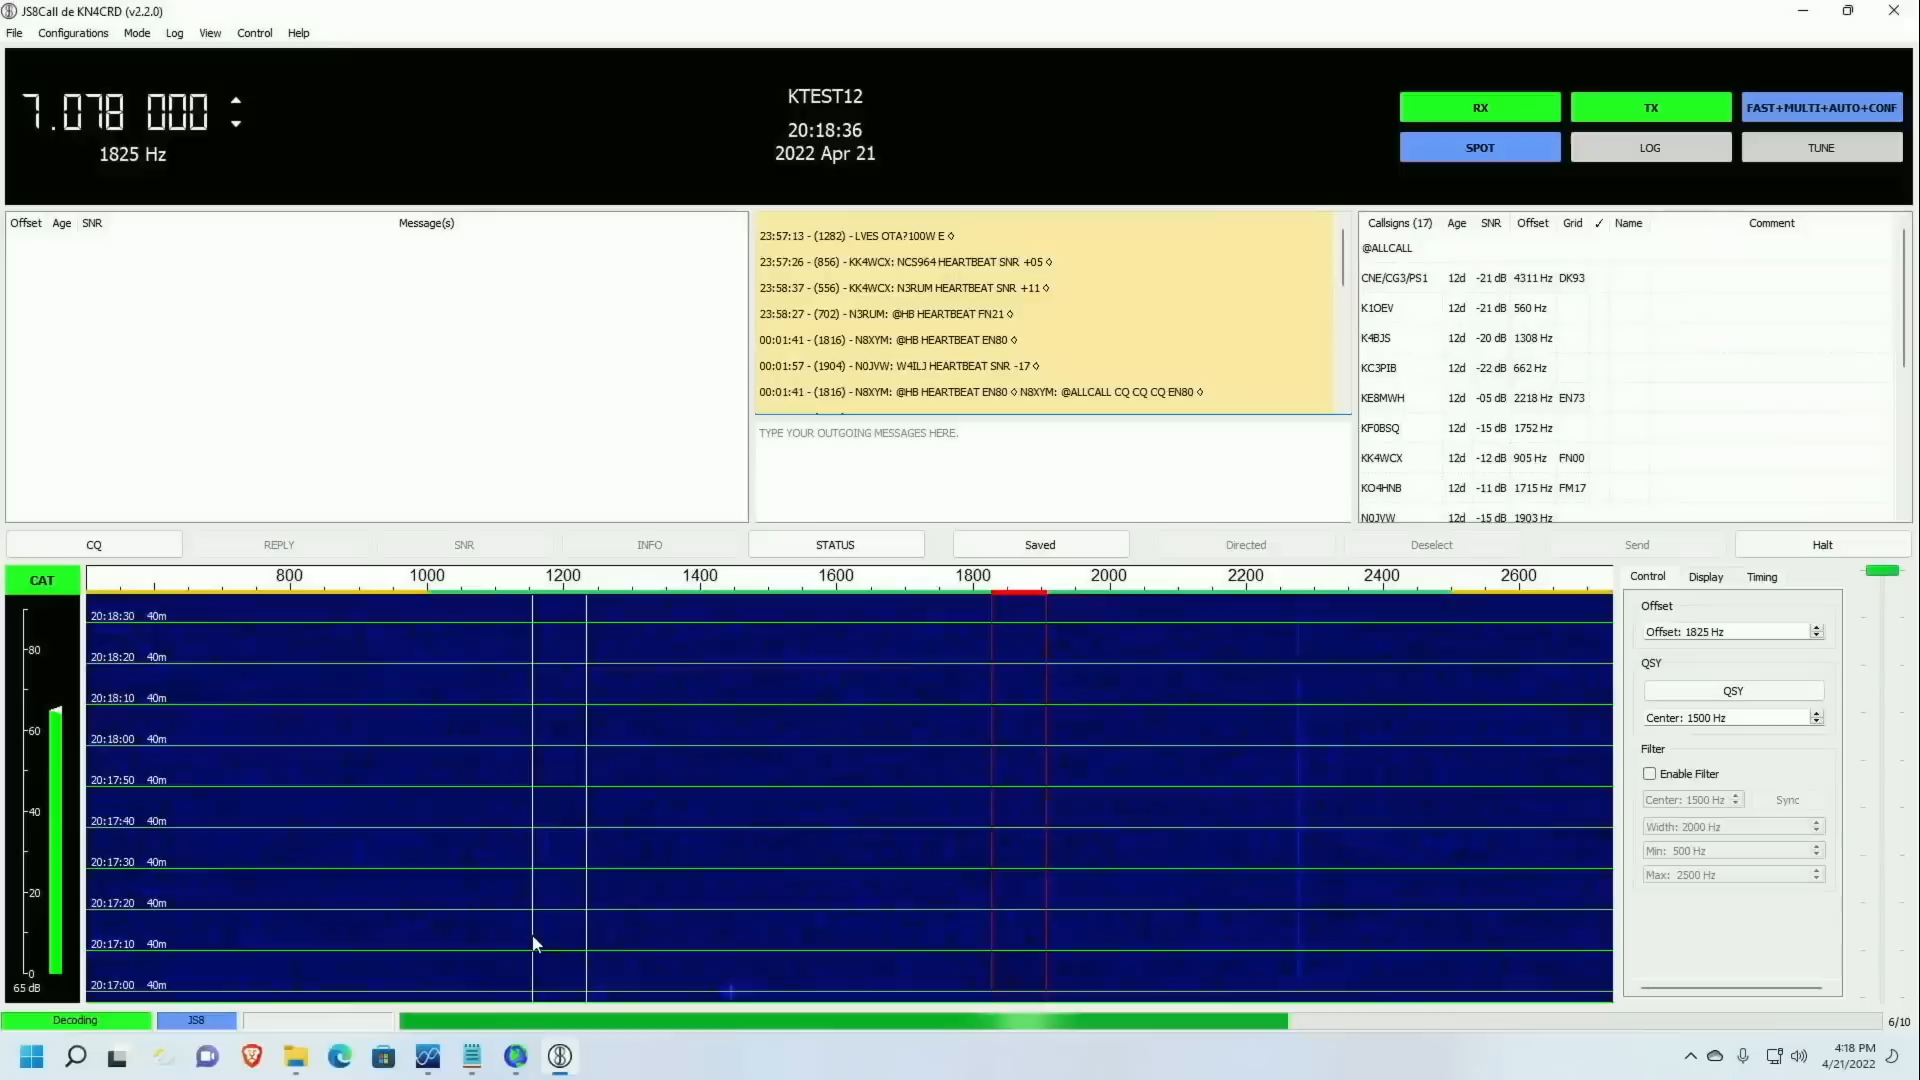 JS8Call de KN4CRD (v2.2.0)
File Configurations Mode Log View Control Help
7.078 000
1825 Hz
KTEST12
20:18:36
2022 Apr 21
RX TX FAST+MULTI+AUTO+CONF
SPOT LOG TUNE
Offset Age SNR Message(s)
23:57:13 - (1282) - LVES OTA?100W E ♢
23:57:26 - (856) - KK4WCX: NCS964 HEARTBEAT SNR +05 ♢
23:58:37 - (556) - KK4WCX: N3RUM HEARTBEAT SNR +11 ♢
23:58:27 - (702) - N3RUM: @HB HEARTBEAT FN21 ♢
00:01:41 - (1816) - N8XYM: @HB HEARTBEAT EN80 ♢
00:01:57 - (1904) - N0JVW: W4ILJ HEARTBEAT SNR -17 ♢
00:01:41 - (1816) - N8XYM: @HB HEARTBEAT EN80 ♢ N8XYM: @ALLCALL CQ CQ CQ EN80 ♢
TYPE YOUR OUTGOING MESSAGES HERE.
Callsigns (17) Age SNR Offset Grid ✓ Name Comment
@ALLCALL
CNE/CG3/PS1 12d -21 dB 4311 Hz DK93
K1OEV 12d -21 dB 560 Hz
K4BJS 12d -20 dB 1308 Hz
KC3PIB 12d -22 dB 662 Hz
KE8MWH 12d -05 dB 2218 Hz EN73
KF0BSQ 12d -15 dB 1752 Hz
KK4WCX 12d -12 dB 905 Hz FN00
KO4HNB 12d -11 dB 1715 Hz FM17
N0JVW 12d -15 dB 1903 Hz
CQ REPLY SNR INFO STATUS Saved Directed Deselect Send Halt
CAT
800 1000 1200 1400 1600 1800 2000 2200 2400 2600
20:18:30 40m
20:18:20 40m
20:18:10 40m
20:18:00 40m
20:17:50 40m
20:17:40 40m
20:17:30 40m
20:17:20 40m
20:17:10 40m
20:17:00 40m
80
60
40
20
0
65 dB
Control Display Timing
Offset
Offset: 1825 Hz
QSY
QSY
Center: 1500 Hz
Filter
Enable Filter
Center: 1500 Hz Sync
Width: 2000 Hz
Min: 500 Hz
Max: 2500 Hz
Decoding JS8 6/10
4:18 PM
4/21/2022